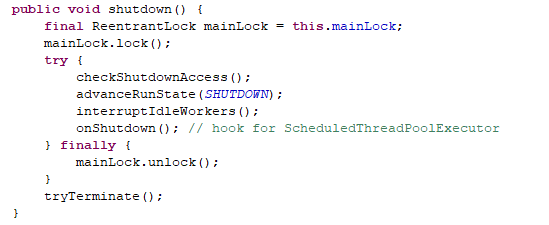 public void shutdown() {
    final ReentrantLock mainLock = this.mainLock;
    mainLock.lock();
    try {
        checkShutdownAccess();
        advanceRunState(SHUTDOWN);
        interruptIdleWorkers();
        onShutdown(); // hook for ScheduledThreadPoolExecutor
    } finally {
        mainLock.unlock();
    }
    tryTerminate();
}